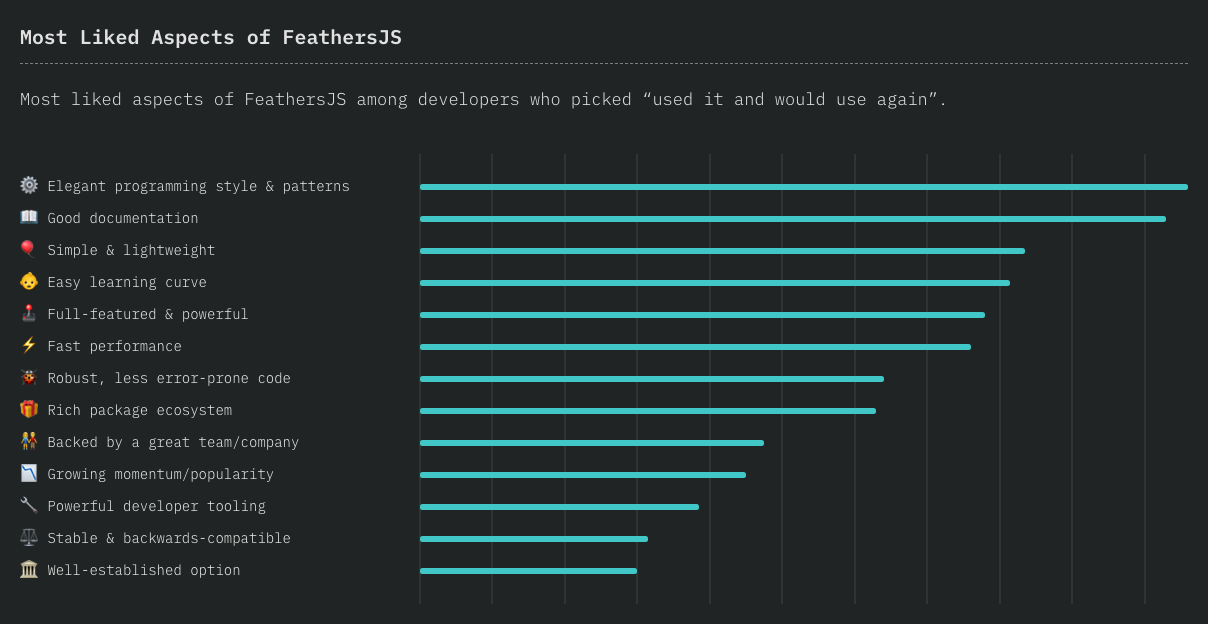 Most Liked Aspects of FeathersJS
Most liked aspects of FeathersJS among developers who picked “used it and would use again”.
Elegant programming style & patterns
Good documentation
Simple & lightweight
Easy learning curve
Full-featured & powerful
Fast performance
Robust, less error-prone code
Rich package ecosystem
Backed by a great team/company
Growing momentum/popularity
Powerful developer tooling
Stable & backwards-compatible
Well-established option